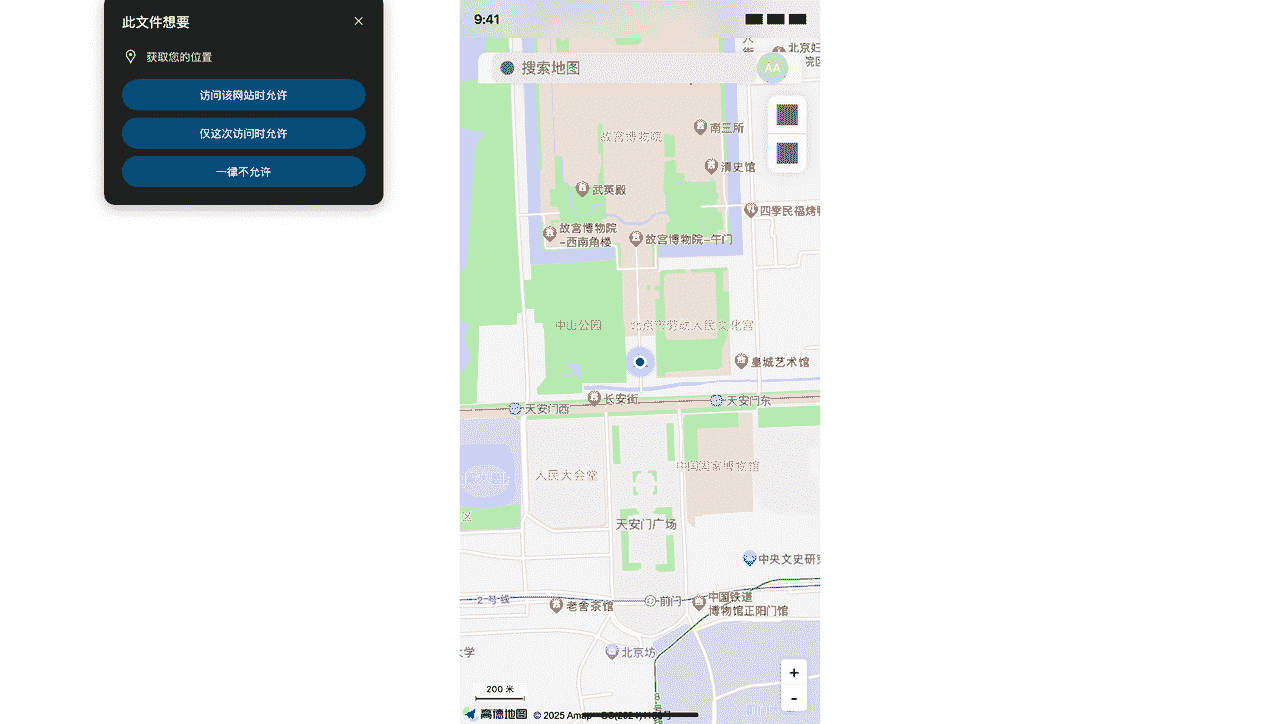 此文件想要
获取您的位置
访问该网站时允许
仅这次访问时允许
一律不允许
9:41
北京妇
院区
搜索地图
AA
故宫博物院
南三所
清史馆
武英殿
四季民福烤鸭
故宫博物院
-西南角楼
故宫博物院-午门
中山公园
北京市劳动人民文化宫
皇城艺术馆
长安街
天安门西
天安门东
人民大会堂
中国国家博物馆
区
天安门广场
中央文史研究
2号线
老舍茶馆
前门
中国铁道
博物馆正阳门馆
大学
北京坊
+
-
200 米
高德地图
© 2025 Amap